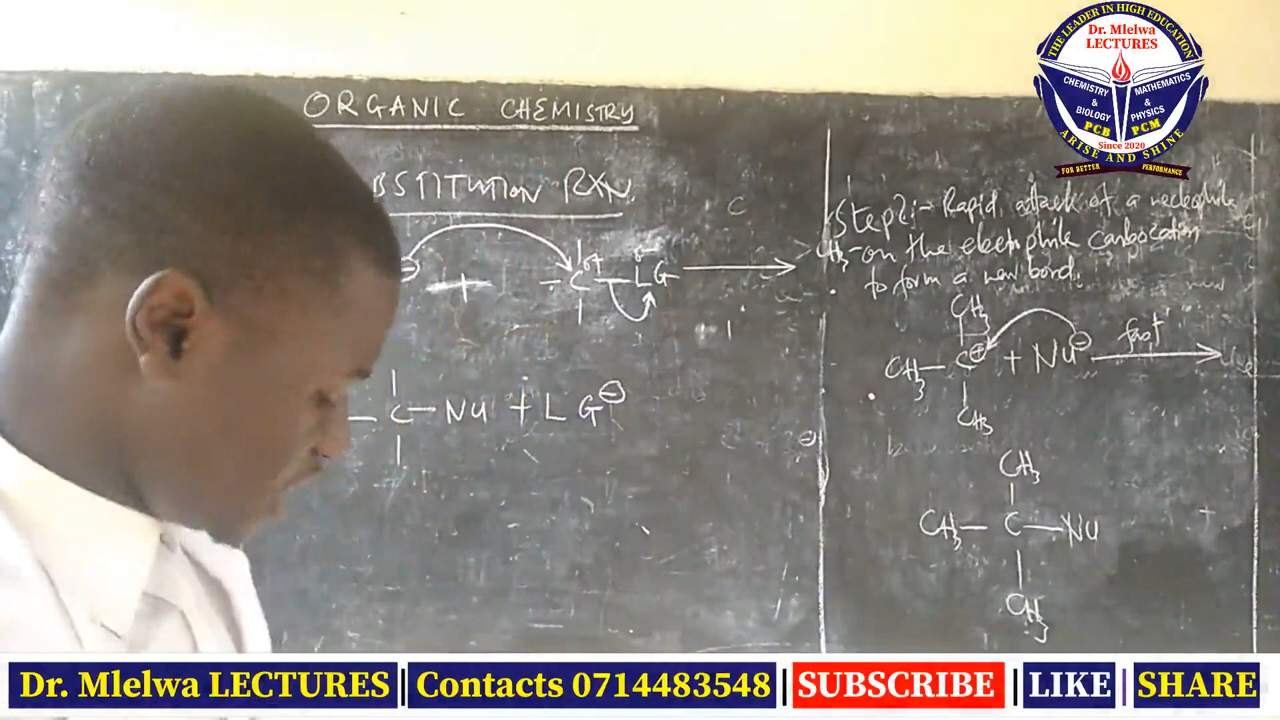 ORGANIC CHEMISTRY
BSTITUTION RXN.
⊖ + - C δ+ - LG δ-
C - Nu + LG⊖
Step 2:- Rapid attack of a necleophile
on the electrophile carbocation
to form a new bond.
CH3
CH3 - C⊕ + Nu⊖ fast
CH3
CH3
CH3 - C - Nu
CH3
THE LEADER IN HIGH EDUCATION
Dr. Mlelwa
LECTURES
CHEMISTRY
&
BIOLOGY
PCB
MATHEMATICS
&
PHYSICS
PCM
Since 2020
ARISE AND SHINE
FOR BETTER PERFORMANCE
Dr. Mlelwa LECTURES Contacts 0714483548 SUBSCRIBE LIKE SHARE